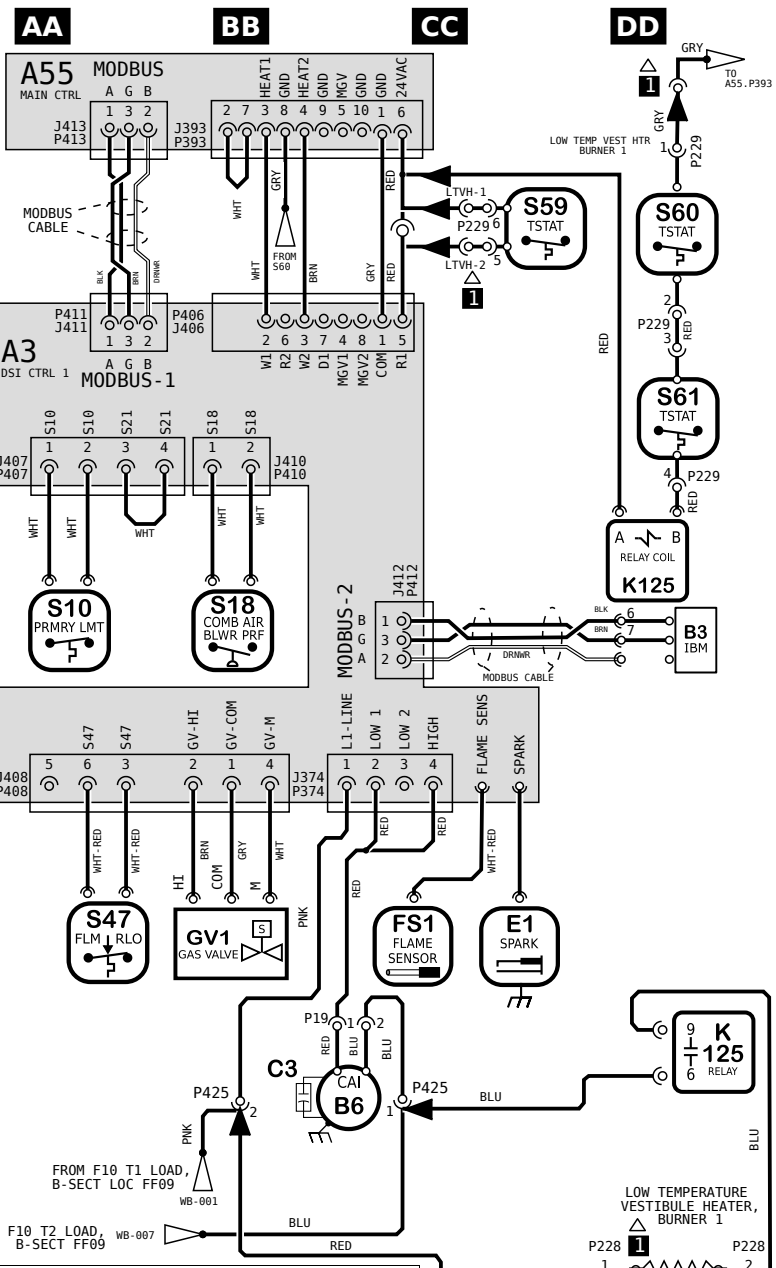 AA BB CC DD
A55 MODBUS
MAIN CTRL
A G B
1 3 2
J413
P413
HEAT1 GND HEAT2 GND MGV GND GND 24VAC
J393
P393
2 7 3 8 4 9 5 10 1 6
GRY
1
TO
A55.P393
GRY
LOW TEMP VEST HTR
BURNER 1
1
P229
MODBUS
CABLE
WHT
GRY
RED
LTVH-1
P229 6
S59
TSTAT
S60
TSTAT
FROM
S60
BLK BRN DRNWR
WHT BRN GRY RED
LTVH-2 5
1
P411
J411
P406
J406
1 3 2
A G B
MODBUS-1
2 6 3 7 4 8 1 5
W1 R2 W2 D1 MGV1 MGV2 COM R1
A3
DSI CTRL 1
RED
2
P229
3
RED
S61
TSTAT
S10 S10 S21 S21 S18 S18
1 2 3 4
1 2
J407
P407
J410
P410
4 P229
RED
WHT WHT WHT WHT WHT
A B
RELAY COIL
K125
S10
PRMRY LMT
S18
COMB AIR
BLWR PRF
MODBUS-2
J412
P412
B 1
G 3
A 2
BLK 6
BRN 7
DRNWR 5
MODBUS CABLE
B3
IBM
S47 S47 GV-HI GV-COM GV-M
L1-LINE LOW 1 LOW 2 HIGH
FLAME SENS SPARK
J408
P408
5 6 3 2 1 4
J374
P374
1 2 3 4
WHT-RED WHT-RED
BRN GRY WHT
RED RED WHT-RED
HI COM M
PNK
RED
S47
FLM RLO
GV1
GAS VALVE
S
FS1
FLAME
SENSOR
E1
SPARK
P19 1 2
RED BLU BLU
C3
CAI
B6
P425
2
P425
1
BLU
9
6
K
125
RELAY
PNK
BLU
FROM F10 T1 LOAD,
B-SECT LOC FF09
WB-001
F10 T2 LOAD,
B-SECT FF09
WB-007
BLU
RED
LOW TEMPERATURE
VESTIBULE HEATER,
BURNER 1
P228 1 P228
1 2